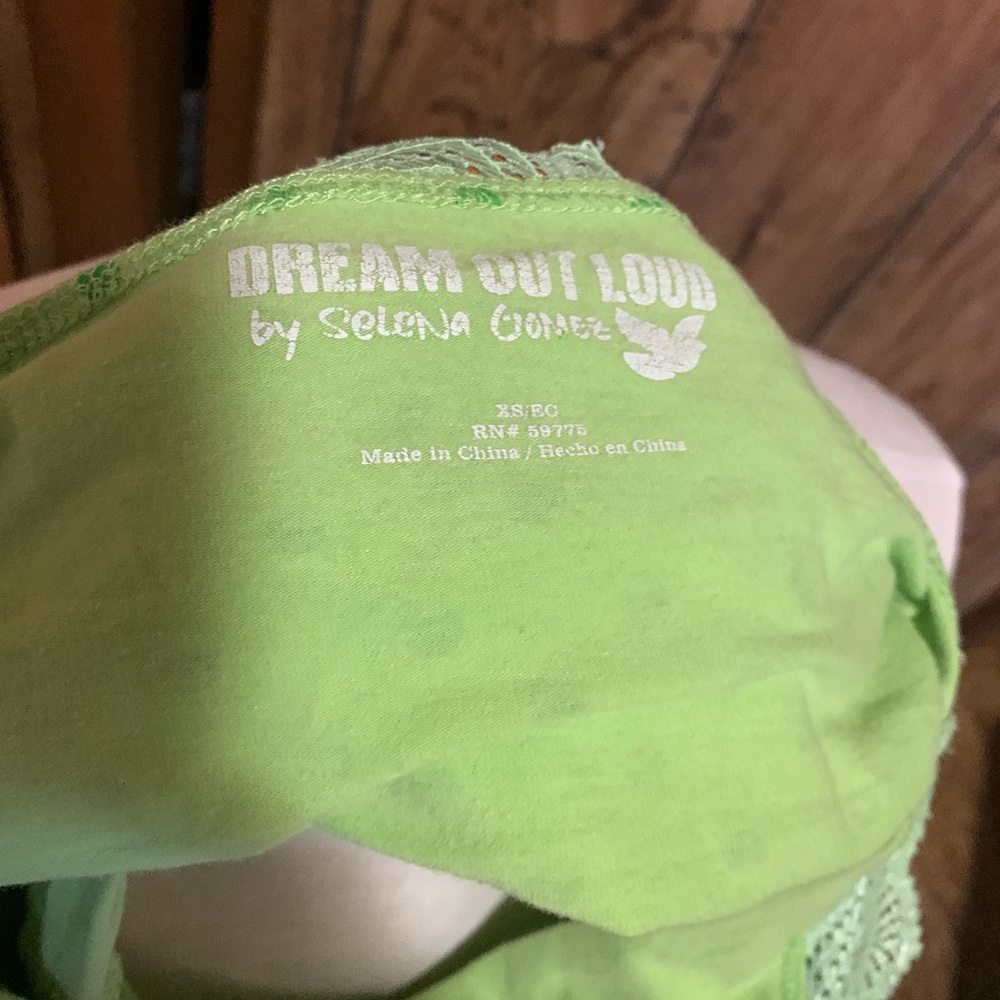 DREAM OUT LOUD
by Selena Gomez
XS/EC
RN# 59775
Made in China / Hecho en China